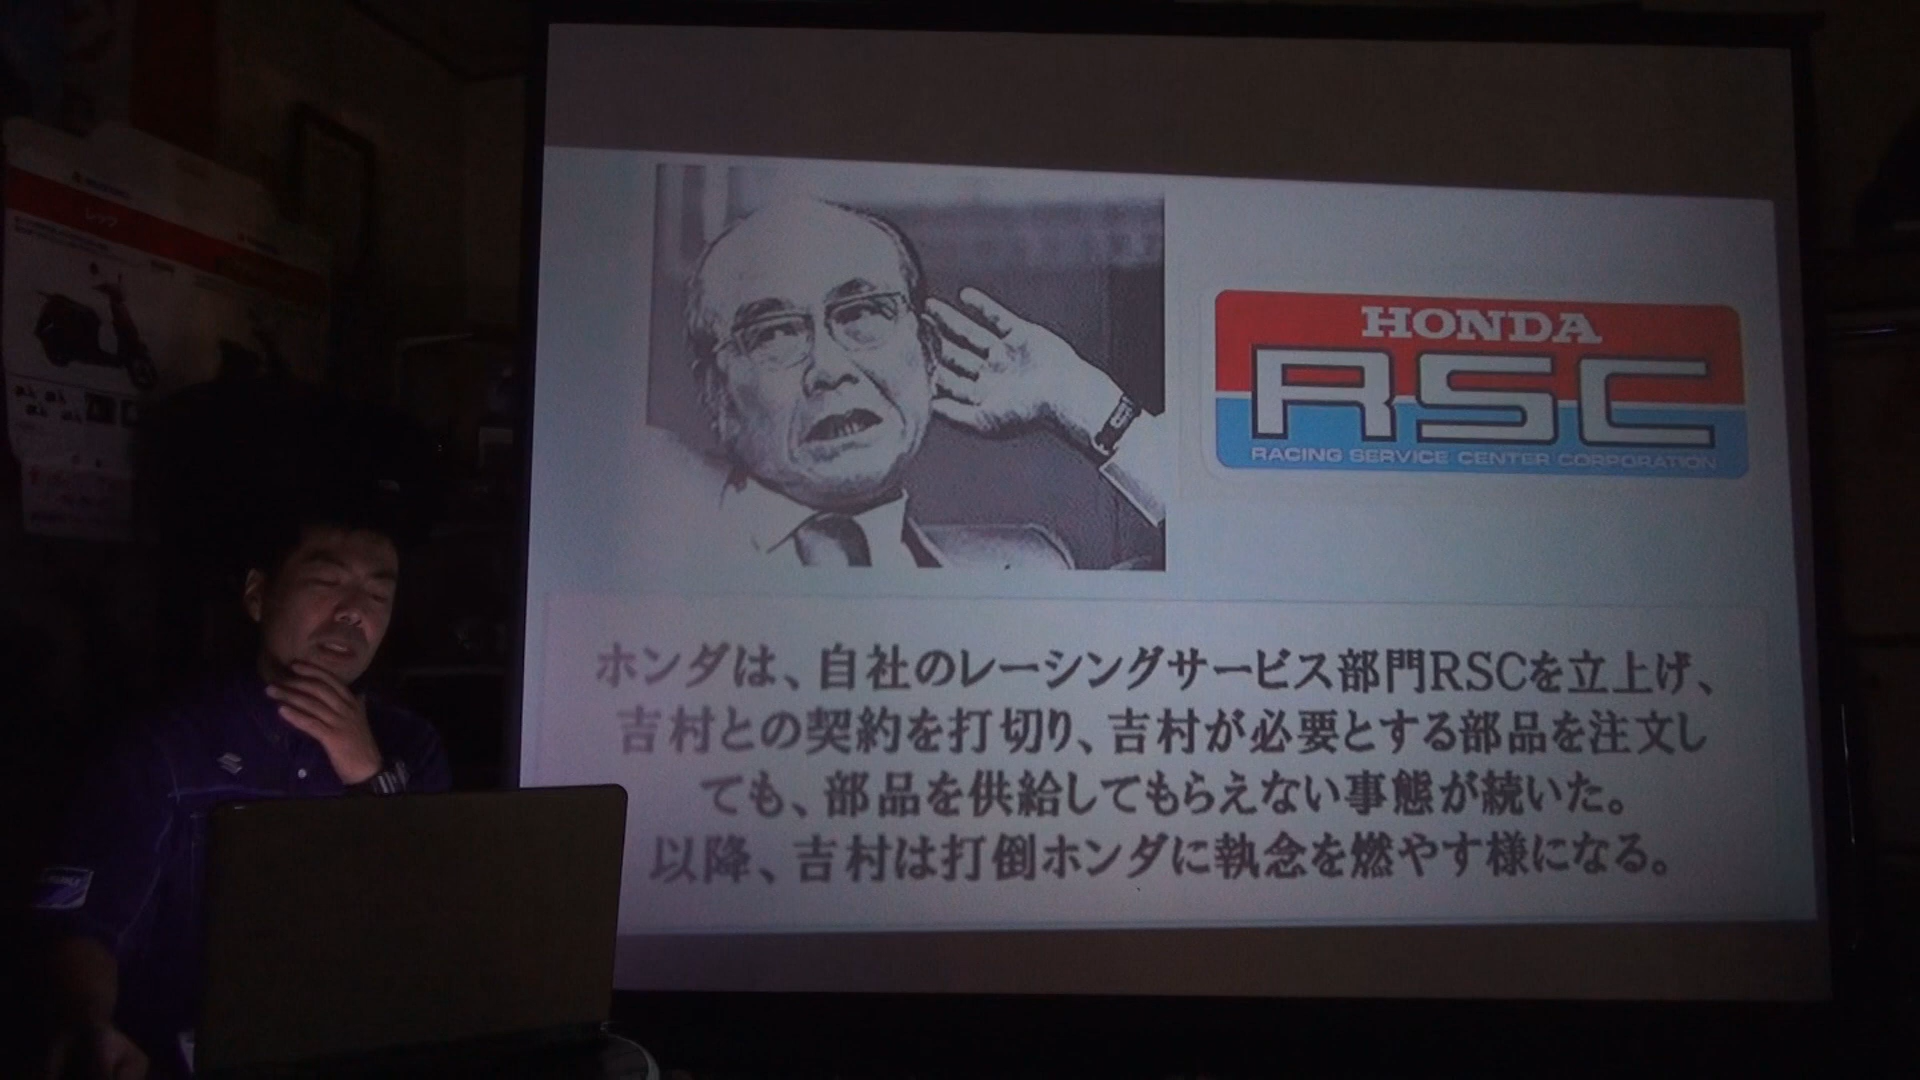 HONDA
RSC
RACING SERVICE CENTER CORPORATION
ホンダは、自社のレーシングサービス部門RSCを立上げ、
吉村との契約を打切り、吉村が必要とする部品を注文し
ても、部品を供給してもらえない事態が続いた。
以降、吉村は打倒ホンダに執念を燃やす様になる。